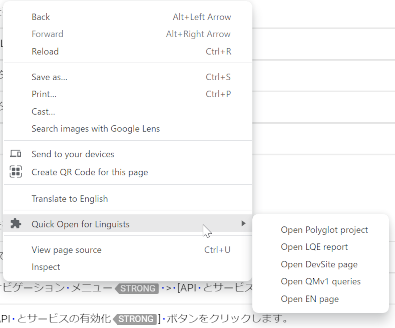 Back Alt+Left Arrow
Forward Alt+Right Arrow
Reload Ctrl+R
Save as... Ctrl+S
Print... Ctrl+P
Cast...
Search images with Google Lens
Send to your devices
Create QR Code for this page
Translate to English
Quick Open for Linguists
Open Polyglot project
Open LQE report
Open DevSite page
Open QMv1 queries
Open EN page
View page source Ctrl+U
Inspect
ビゲーション・メニュー STRONG ・>・[API・とサービス
PI・とサービスの有効化 STRONG ]・ボタンをクリックします。